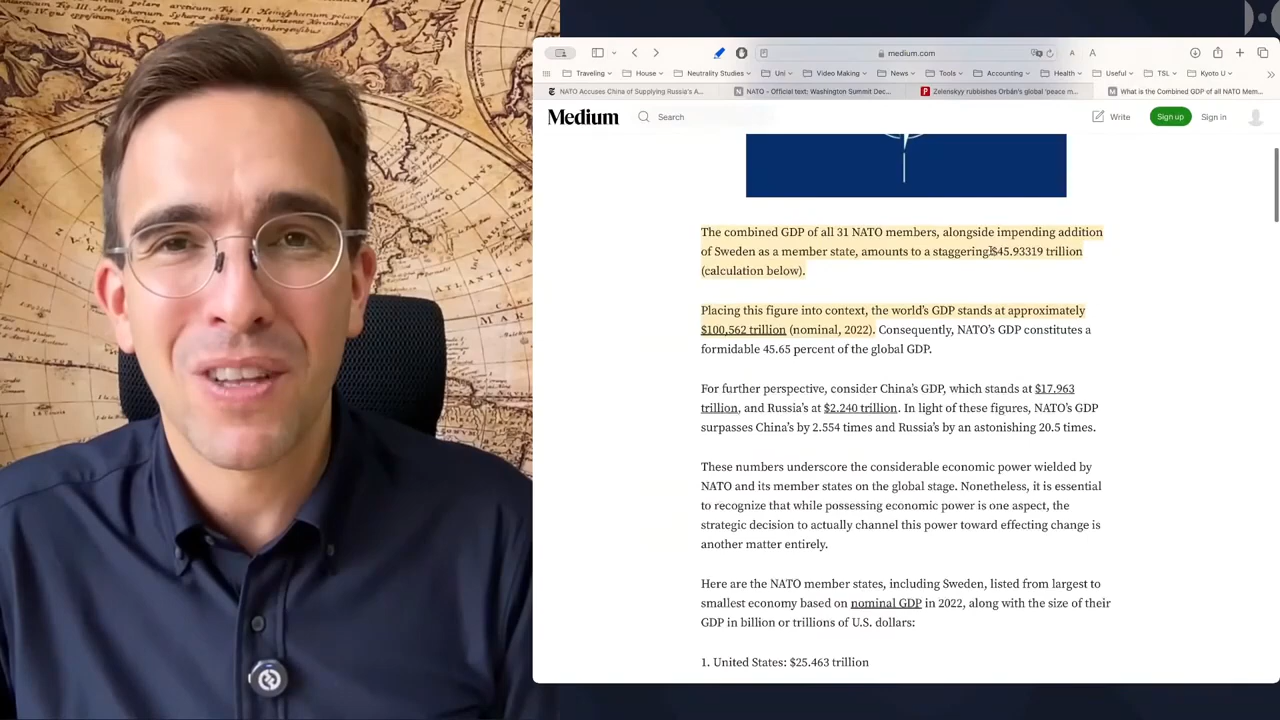 medium.com
A
A
Traveling
House
Neutrality Studies
Uni
Video Making
News
Tools
Accounting
Health
Useful
TSL
Kyoto U
NATO Accuses China of Supplying Russia's A...
NATO - Official text: Washington Summit Dec...
Zelenskyy rubbishes Orbán's global 'peace m...
What is the Combined GDP of all NATO Mem...
Medium
Search
Write
Sign up
Sign in
The combined GDP of all 31 NATO members, alongside impending addition
of Sweden as a member state, amounts to a staggering $45.93319 trillion
(calculation below).
Placing this figure into context, the world's GDP stands at approximately
$100,562 trillion (nominal, 2022). Consequently, NATO's GDP constitutes a
formidable 45.65 percent of the global GDP.
For further perspective, consider China's GDP, which stands at $17,963
trillion, and Russia's at $2.240 trillion. In light of these figures, NATO's GDP
surpasses China's by 2.554 times and Russia's by an astonishing 20.5 times.
These numbers underscore the considerable economic power wielded by
NATO and its member states on the global stage. Nonetheless, it is essential
to recognize that while possessing economic power is one aspect, the
strategic decision to actually channel this power toward effecting change is
another matter entirely.
Here are the NATO member states, including Sweden, listed from largest to
smallest economy based on nominal GDP in 2022, along with the size of their
GDP in billion or trillions of U.S. dollars:
1. United States: $25.463 trillion